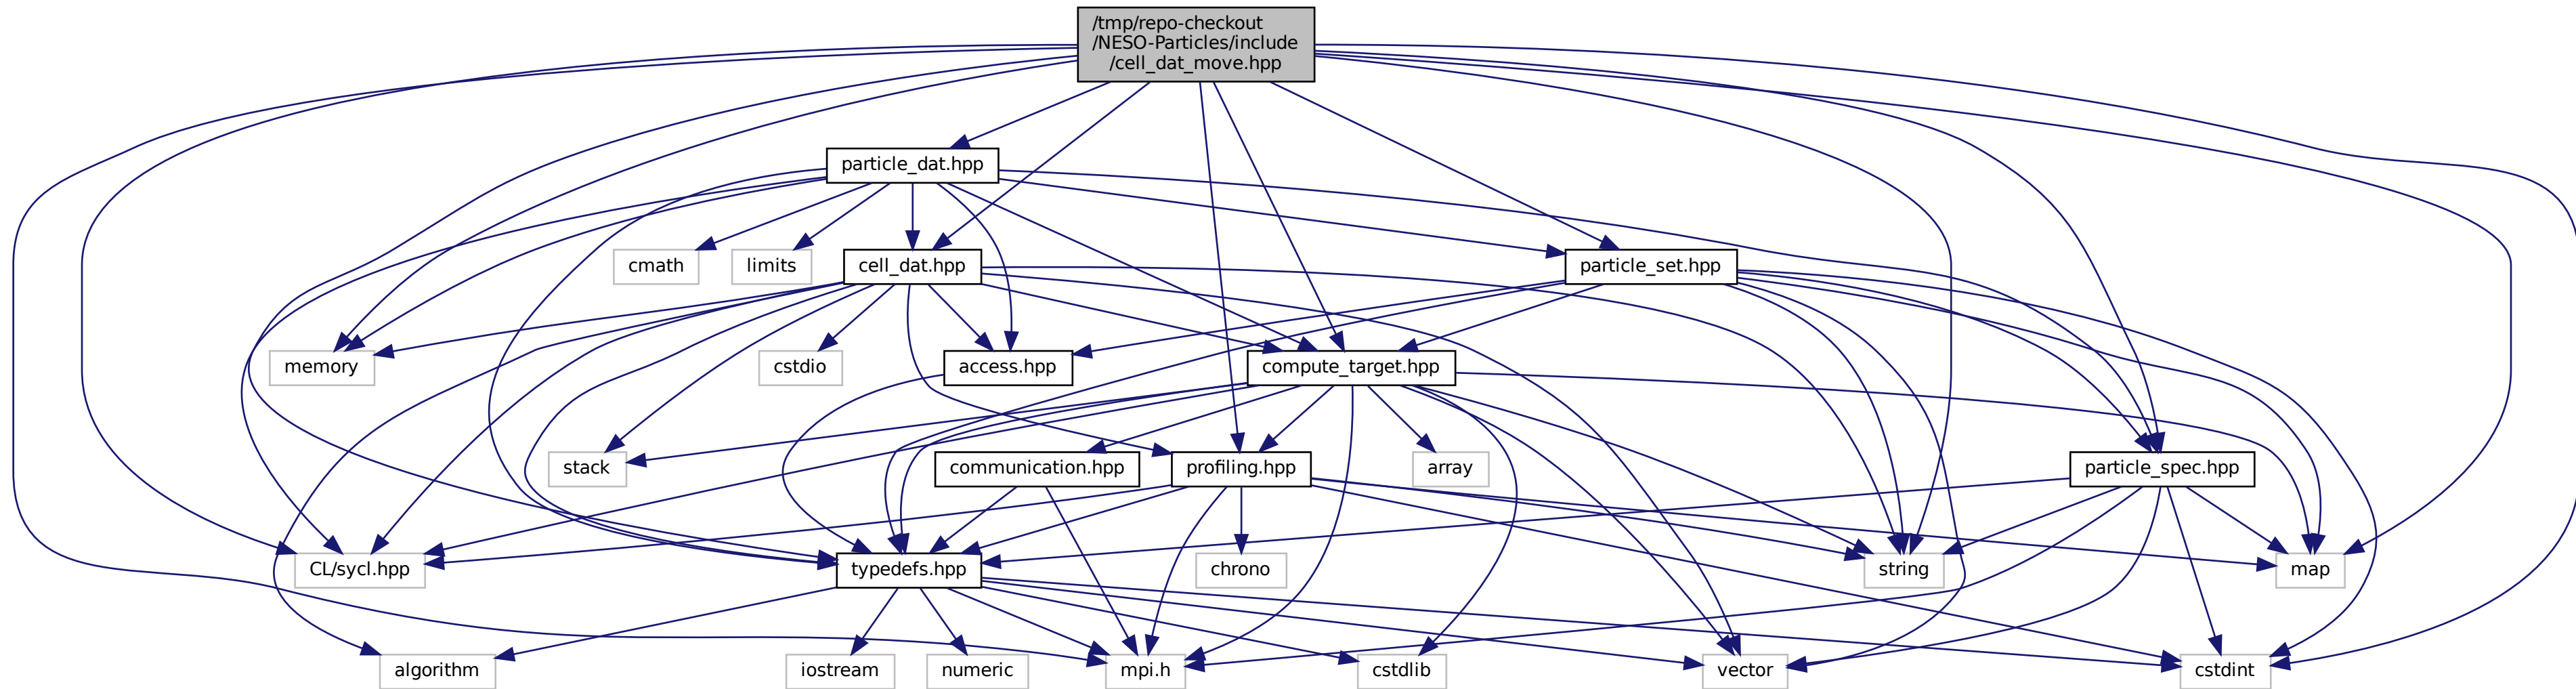 /tmp/repo-checkout
/NESO-Particles/include
/cell_dat_move.hpp
particle_dat.hpp
cmath
limits
cell_dat.hpp
particle_set.hpp
memory
cstdio
access.hpp
compute_target.hpp
stack
communication.hpp
profiling.hpp
array
particle_spec.hpp
CL/sycl.hpp
typedefs.hpp
chrono
string
map
algorithm
iostream
numeric
mpi.h
cstdlib
vector
cstdint